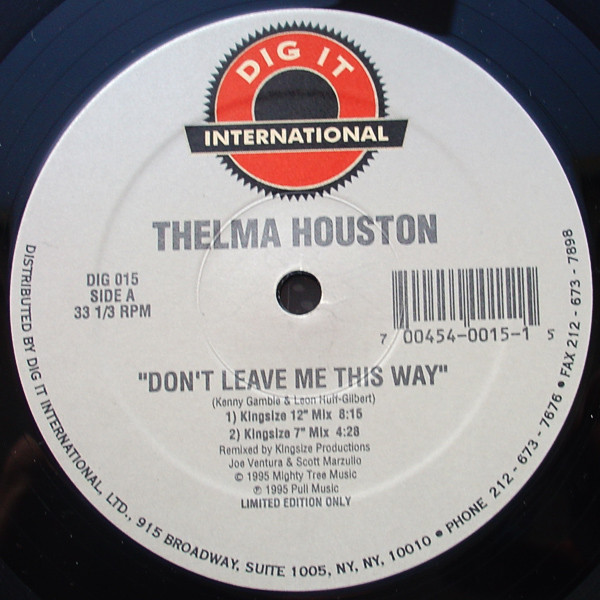 DIG IT
INTERNATIONAL
THELMA HOUSTON
DIG 015
SIDE A
33 1/3 RPM
7 00454-0015-1 5
"DON'T LEAVE ME THIS WAY"
(Kenny Gamble & Leon Huff-Gilbert)
1) Kingsize 12" Mix 8:15
2) Kingsize 7" Mix 4:28
Remixed by Kingsize Productions
Joe Ventura & Scott Marzullo
© 1995 Mighty Tree Music
℗ 1995 Pull Music
LIMITED EDITION ONLY
DISTRIBUTED BY DIG IT INTERNATIONAL, LTD., 915 BROADWAY, SUITE 1005, NY, NY, 10010 • PHONE 212 - 673 - 7676 • FAX 212 - 673 - 7898